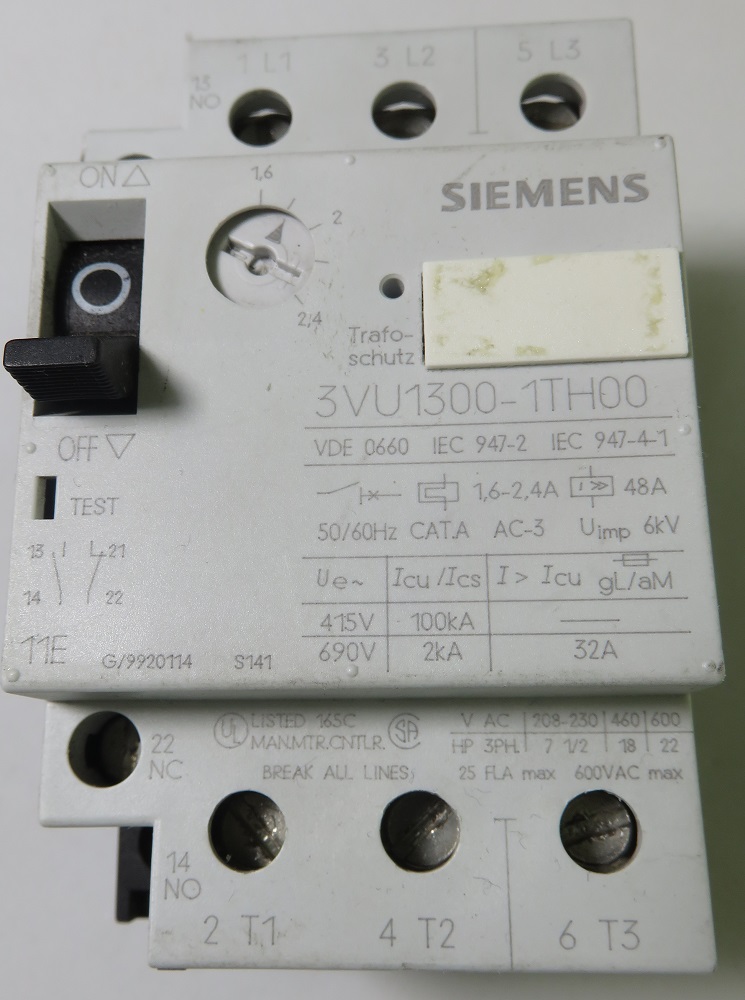 1 L1 3 L2 5 L3
13
NO
ON
1,6
2
2,4
SIEMENS
Trafo-
schutz
3VU1300-1TH00
OFF
VDE 0660 IEC 947-2 IEC 947-4-1
TEST
1,6-2,4A I >> 48A
50/60Hz CAT.A AC-3 Uimp 6kV
13 21
14 22
Ue~ Icu/Ics I > Icu gL/aM
415V 100kA —
690V 2kA 32A
11E G/9920114 S141
UL LISTED 165C
MAN.MTR.CNTLR. SA
V AC 208-230 460 600
HP 3PH. 7 1/2 18 22
22
NC
BREAK ALL LINES 25 FLA max 600VAC max
14
NO
2 T1 4 T2 6 T3